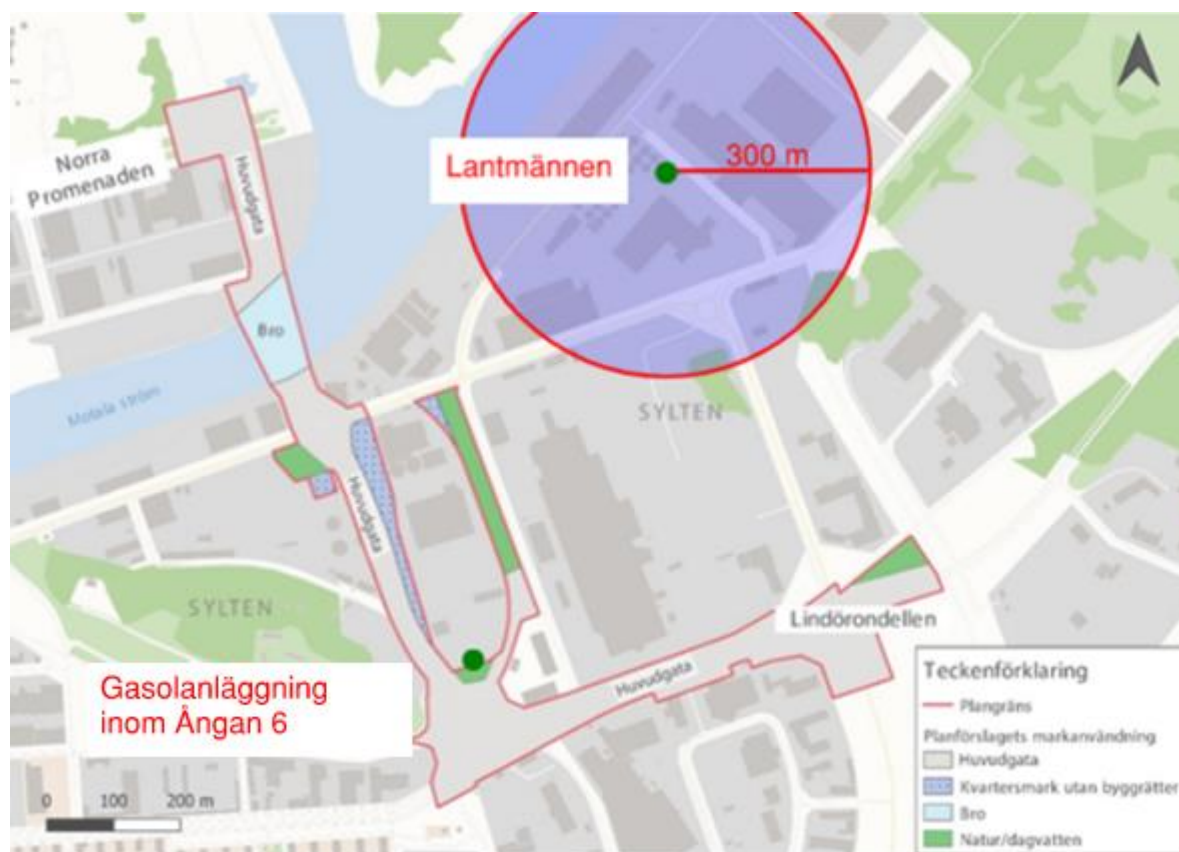 Lantmännen
300 m
Norra
Promenaden
Huvudgata
Bro
Motala ström
SYLTEN
Huvudgata
SYLTEN
Lindörondellen
Huvudgata
Gasolanläggning
inom Ångan 6
0 100 200 m
Teckenförklaring
Plangräns
Planförslagets markanvändning
Huvudgata
Kvartersmark utan byggrätter
Bro
Natur/dagvatten